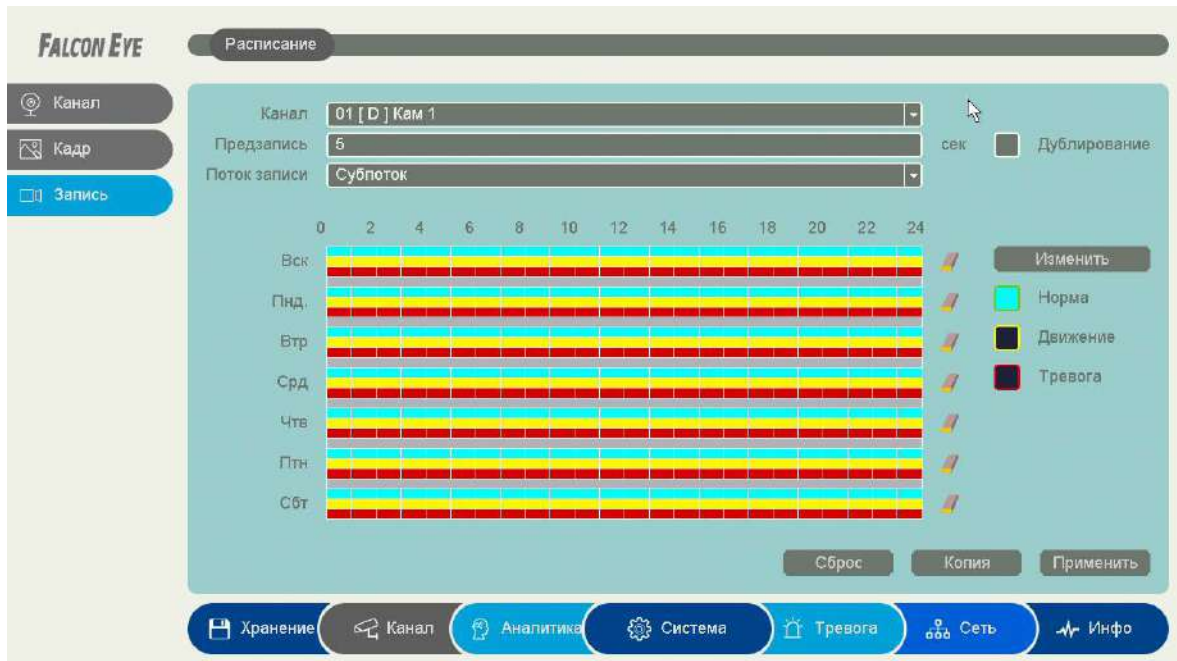 FALCON EYE
Расписание
Канал
Кадр
Запись
Канал 01 [ D ] Кам 1
Предзапись 5 сек Дублирование
Поток записи Субпоток
0 2 4 6 8 10 12 14 16 18 20 22 24
Вск Изменить
Пнд. Норма
Втр Движение
Срд Тревога
Чтв
Птн
Сбт
Сброс Копия Применить
Хранение Канал Аналитика Система Тревога Сеть Инфо